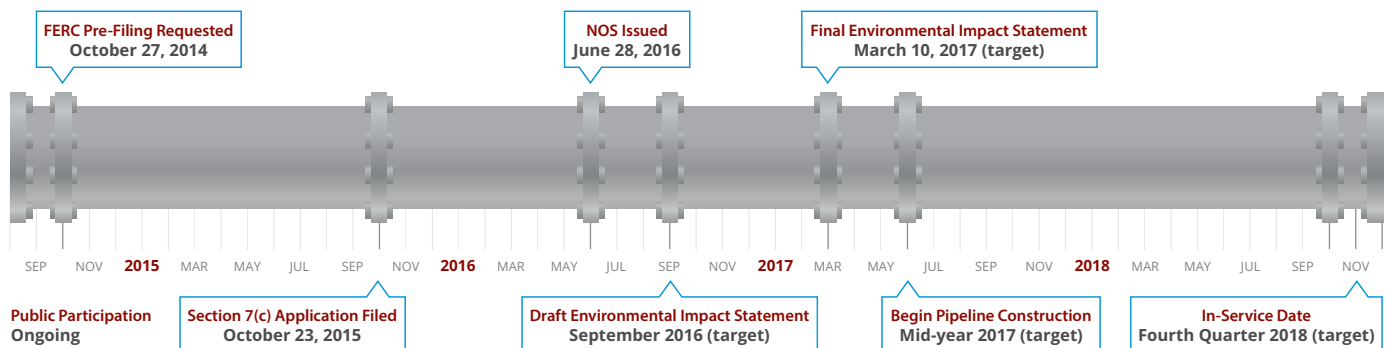 FERC Pre-Filing Requested
October 27, 2014
NOS Issued
June 28, 2016
Final Environmental Impact Statement
March 10, 2017 (target)
SEP NOV 2015 MAR MAY JUL SEP NOV 2016 MAR MAY JUL SEP NOV 2017 MAR MAY JUL SEP NOV 2018 MAR MAY JUL SEP NOV
Public Participation
Ongoing
Section 7(c) Application Filed
October 23, 2015
Draft Environmental Impact Statement
September 2016 (target)
Begin Pipeline Construction
Mid-year 2017 (target)
In-Service Date
Fourth Quarter 2018 (target)